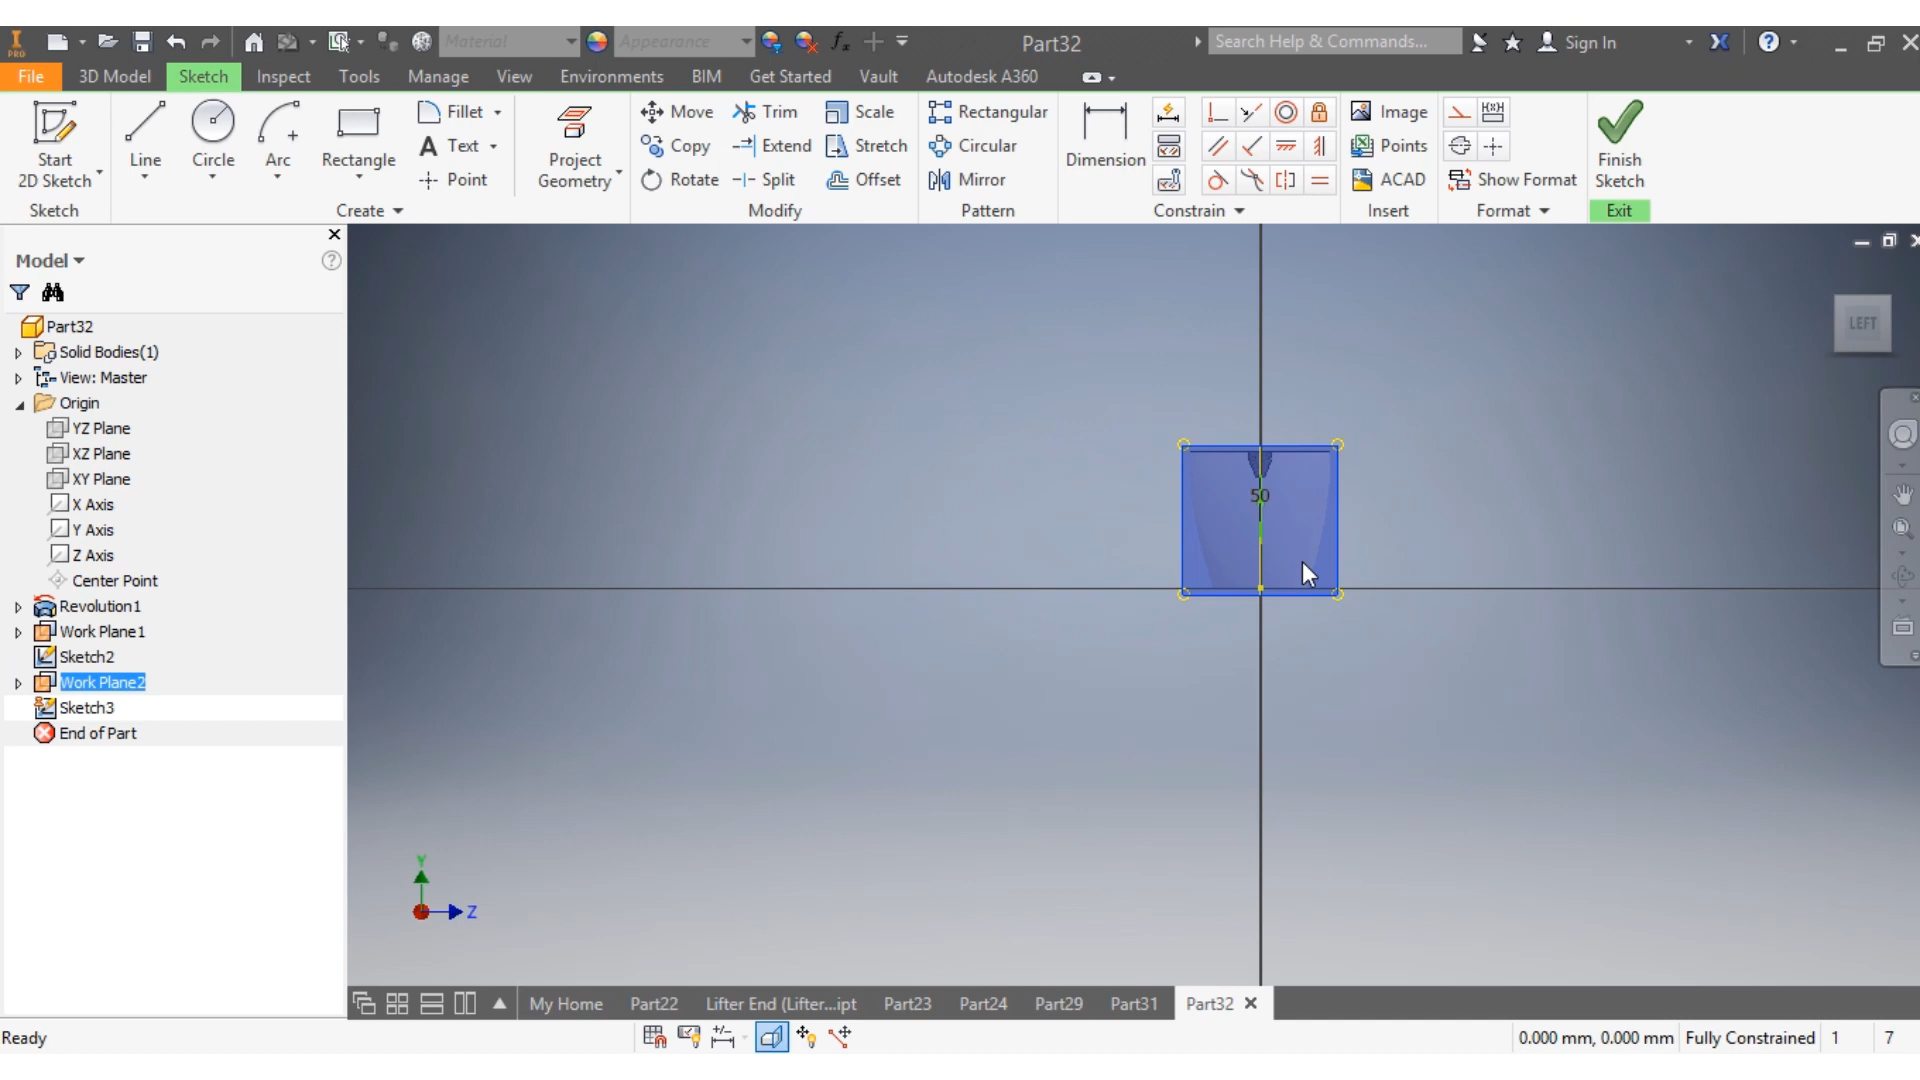 PRO
Material
Appearance
Part32
Search Help & Commands...
Sign In
File
3D Model
Sketch
Inspect
Tools
Manage
View
Environments
BIM
Get Started
Vault
Autodesk A360
Start
2D Sketch
Line
Circle
Arc
Rectangle
Fillet
Text
Point
Project
Geometry
Move
Copy
Rotate
Trim
Extend
Split
Scale
Stretch
Offset
Rectangular
Circular
Mirror
Dimension
Image
Points
ACAD
Show Format
Finish
Sketch
Sketch
Create
Modify
Pattern
Constrain
Insert
Format
Exit
Model
Part32
Solid Bodies(1)
View: Master
Origin
YZ Plane
XZ Plane
XY Plane
X Axis
Y Axis
Z Axis
Center Point
Revolution1
Work Plane1
Sketch2
Work Plane2
Sketch3
End of Part
LEFT
50
Y
Z
My Home
Part22
Lifter End (Lifter...ipt
Part23
Part24
Part29
Part31
Part32
Ready
0.000 mm, 0.000 mm
Fully Constrained
1
7